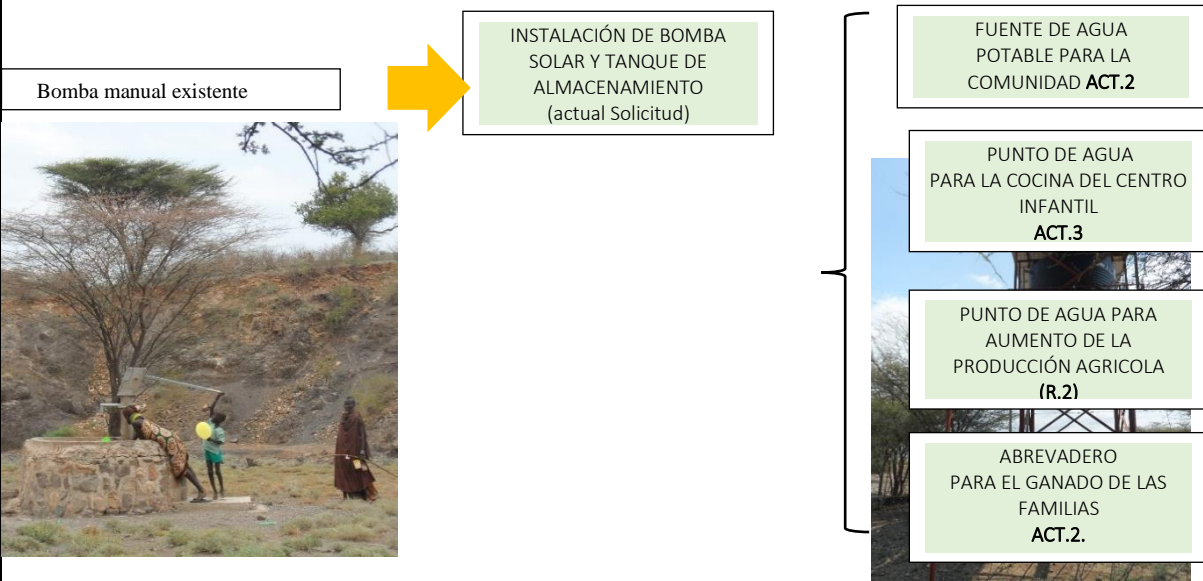 Bomba manual existente
INSTALACIÓN DE BOMBA
SOLAR Y TANQUE DE
ALMACENAMIENTO
(actual Solicitud)
FUENTE DE AGUA
POTABLE PARA LA
COMUNIDAD ACT.2
PUNTO DE AGUA
PARA LA COCINA DEL CENTRO
INFANTIL
ACT.3
PUNTO DE AGUA PARA
AUMENTO DE LA
PRODUCCIÓN AGRICOLA
(R.2)
ABREVADERO
PARA EL GANADO DE LAS
FAMILIAS
ACT.2.